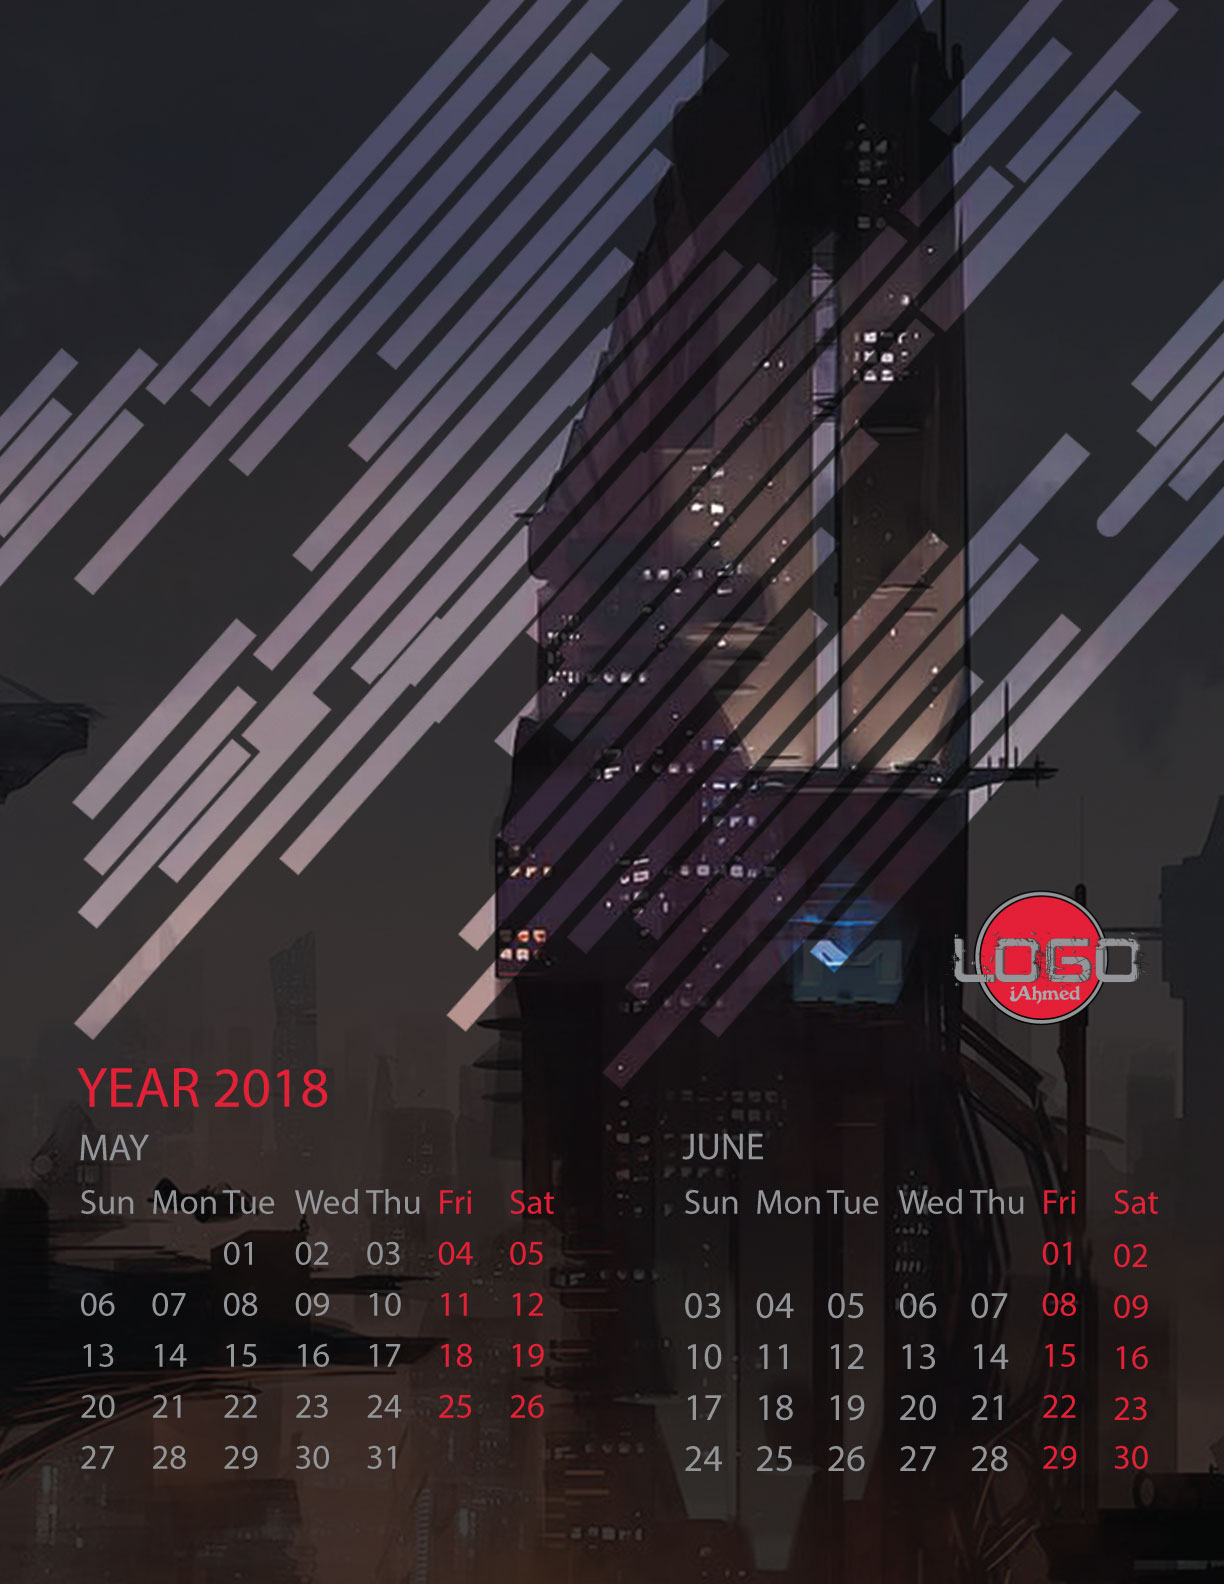 LOGO
iAhmed
YEAR 2018
MAY
Sun Mon Tue Wed Thu Fri Sat
01 02 03 04 05
06 07 08 09 10 11 12
13 14 15 16 17 18 19
20 21 22 23 24 25 26
27 28 29 30 31
JUNE
Sun Mon Tue Wed Thu Fri Sat
01 02
03 04 05 06 07 08 09
10 11 12 13 14 15 16
17 18 19 20 21 22 23
24 25 26 27 28 29 30